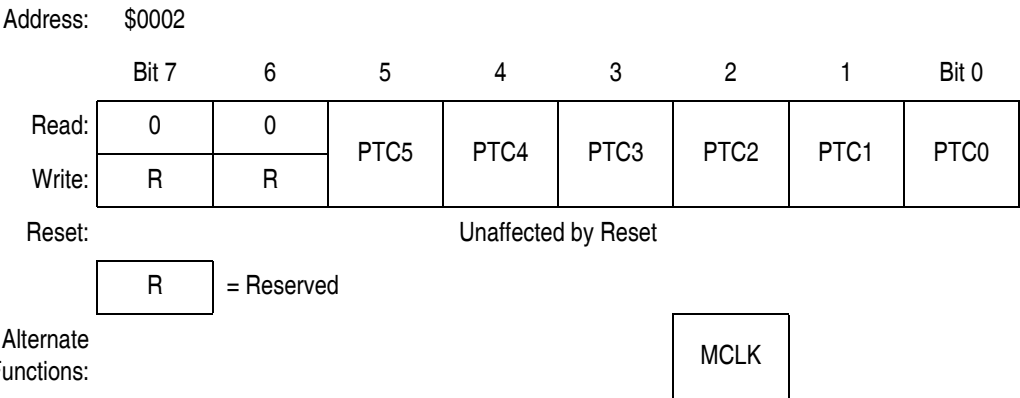 Address: $0002
Bit 7 6 5 4 3 2 1 Bit 0
Read: 0 0 PTC5 PTC4 PTC3 PTC2 PTC1 PTC0
Write: R R
Reset: Unaffected by Reset
R = Reserved
Alternate MCLK
unctions: